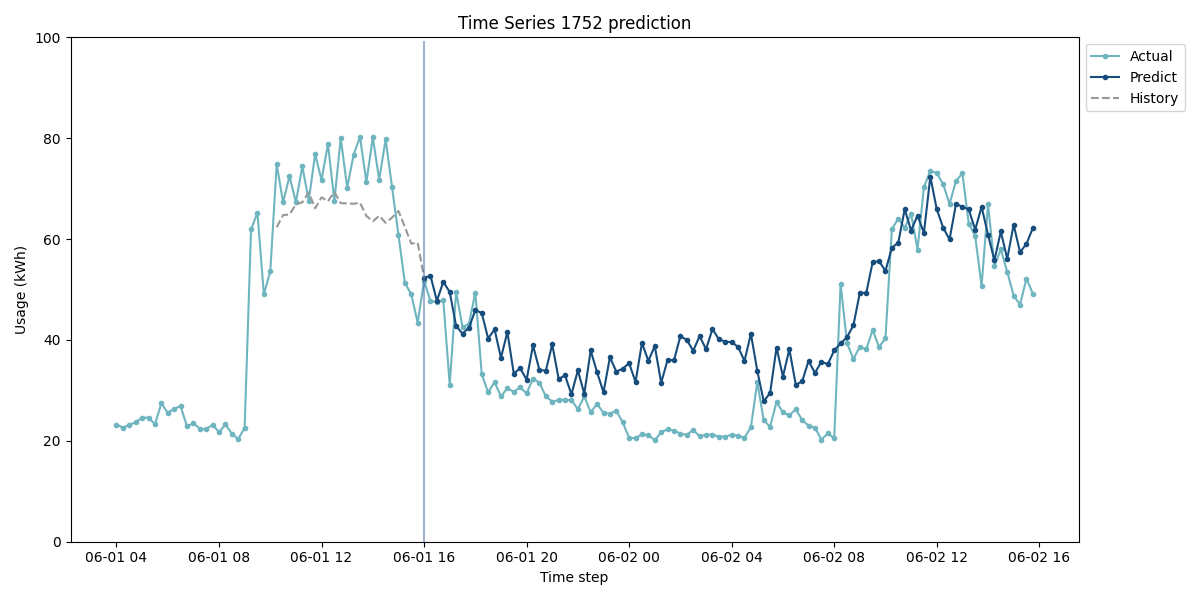 Time Series 1752 prediction
100
80
60
40
20
0
Usage (kWh)
06-01 04
06-01 08
06-01 12
06-01 16
06-01 20
06-02 00
06-02 04
06-02 08
06-02 12
06-02 16
Time step
Actual
Predict
History